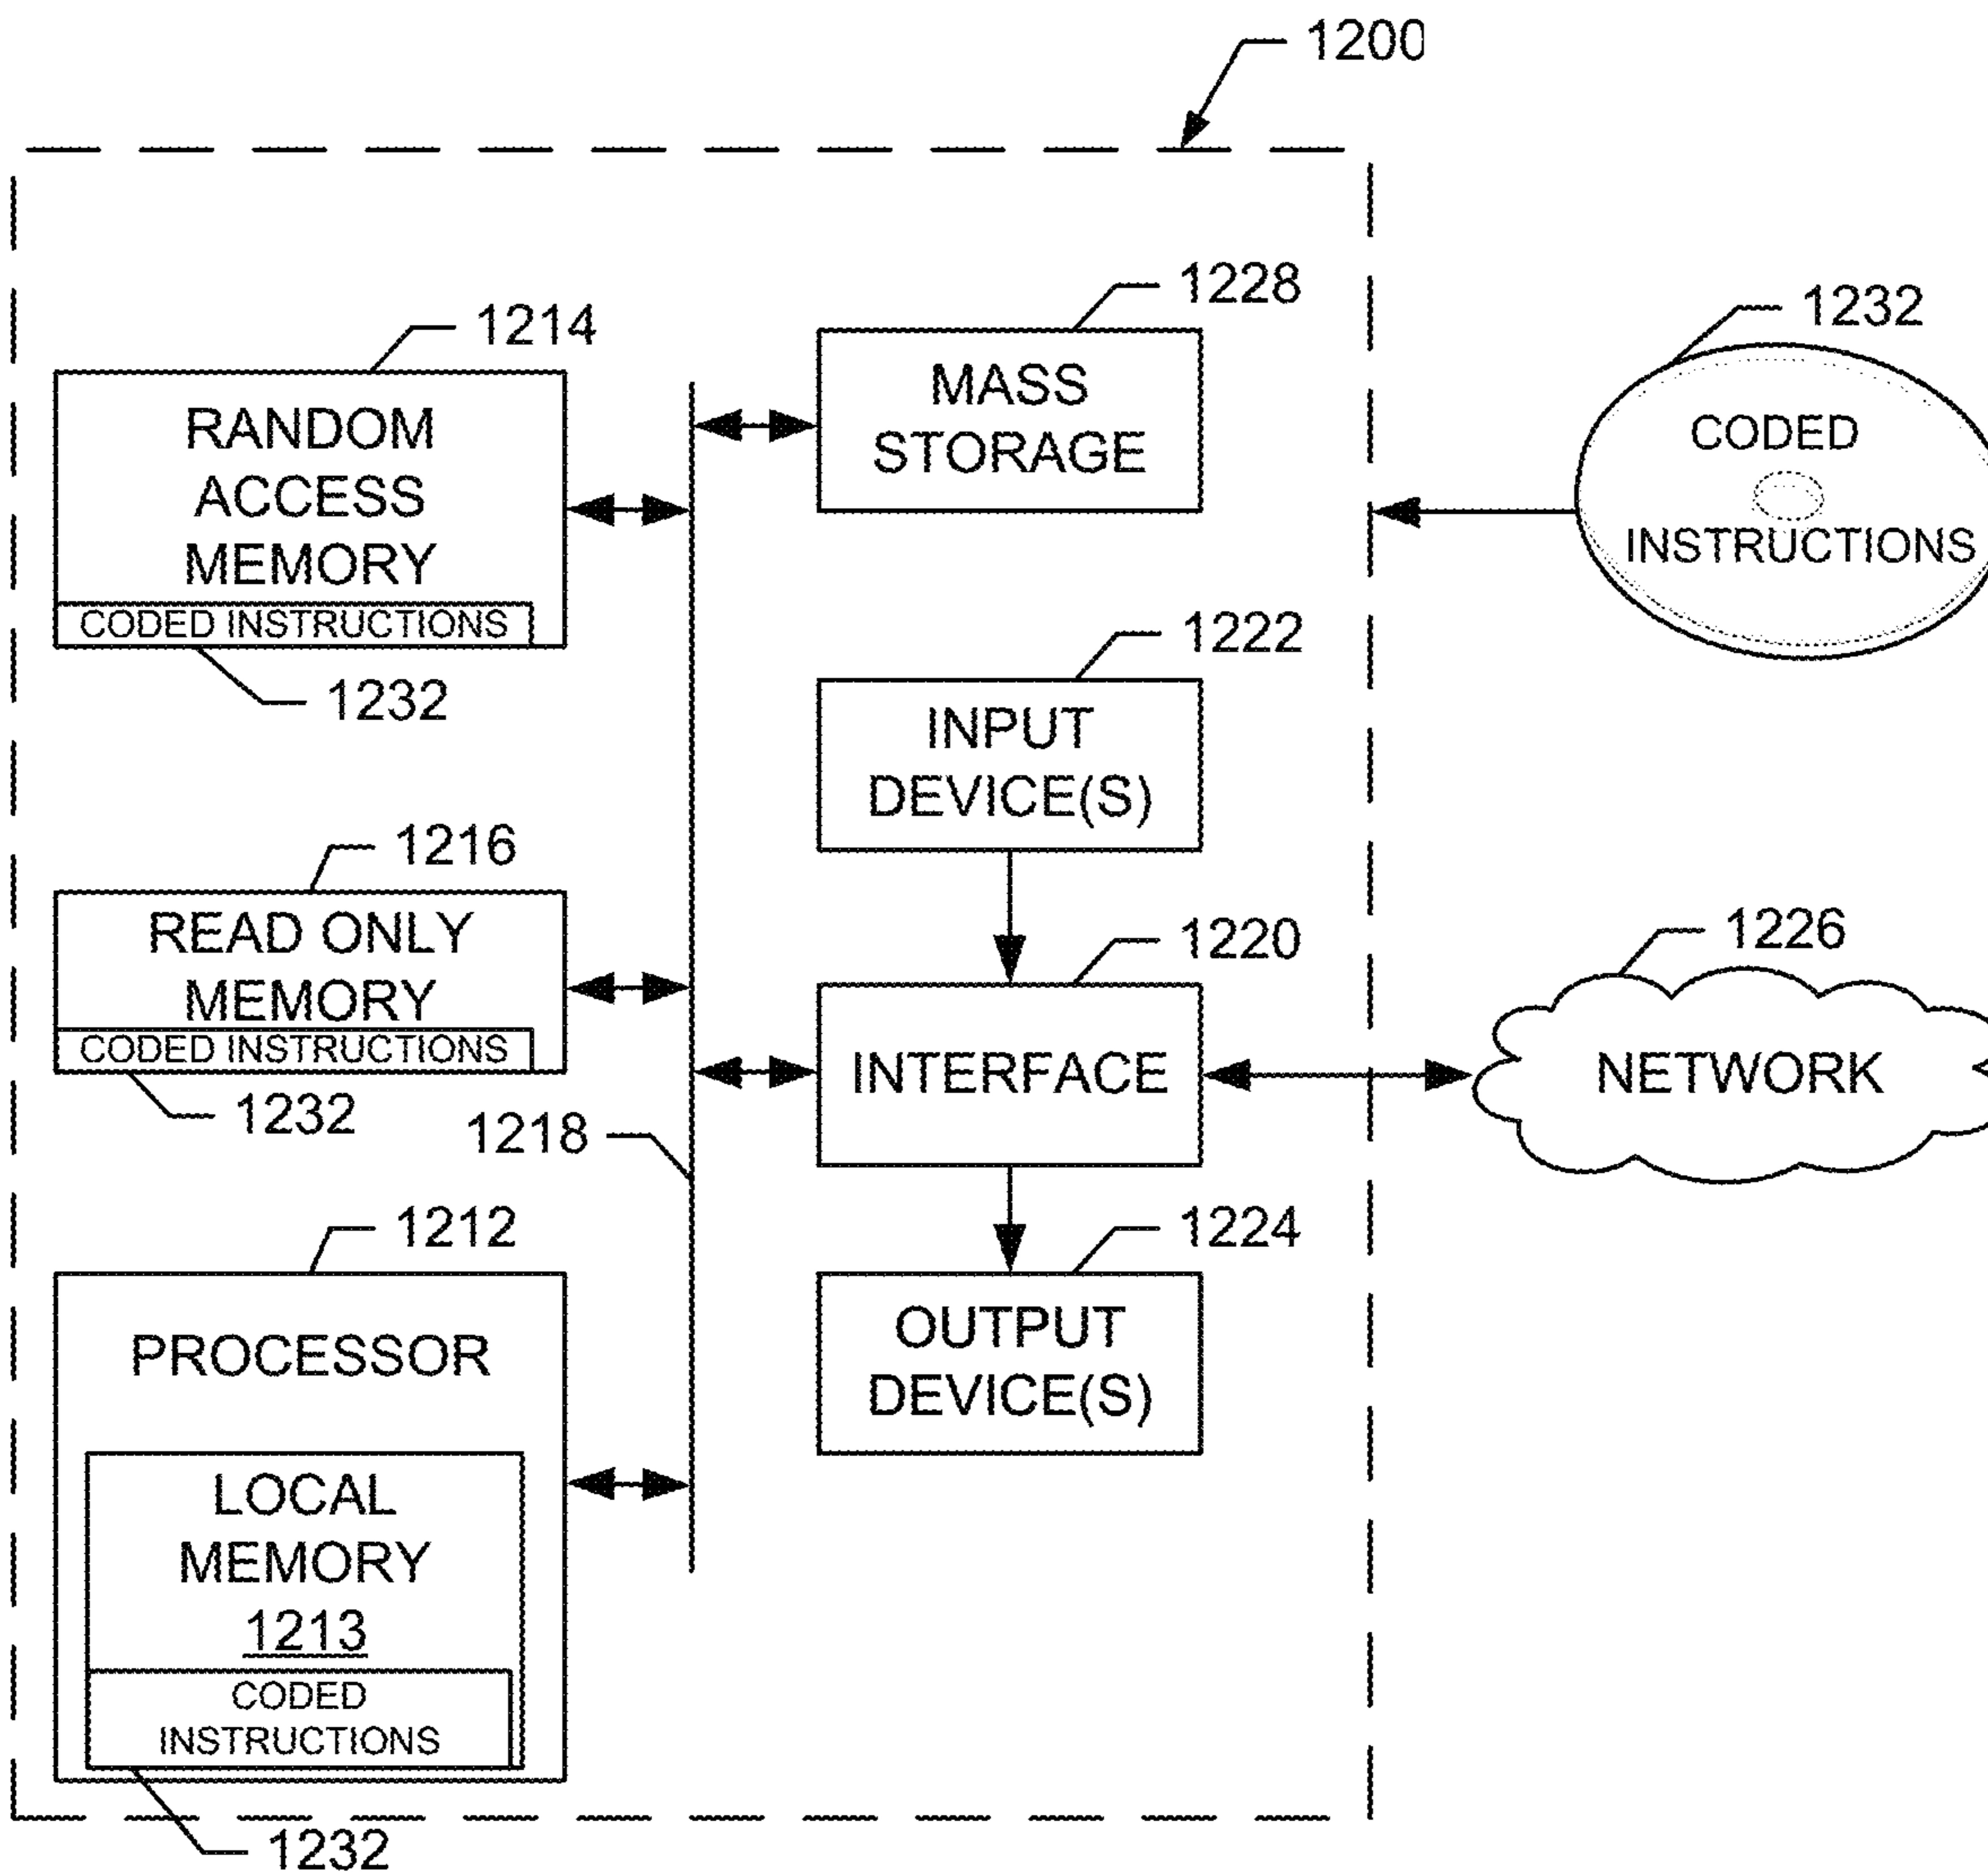 1200
1228
1214
1232
MASS
STORAGE
RANDOM
ACCESS
MEMORY
CODED INSTRUCTIONS
1232
CODED
INSTRUCTIONS
1222
INPUT
DEVICE(S)
1216
READ ONLY
MEMORY
CODED INSTRUCTIONS
1232
1220
INTERFACE
1226
NETWORK
1218
1212
PROCESSOR
LOCAL
MEMORY
1213
CODED
INSTRUCTIONS
1232
1224
OUTPUT
DEVICE(S)